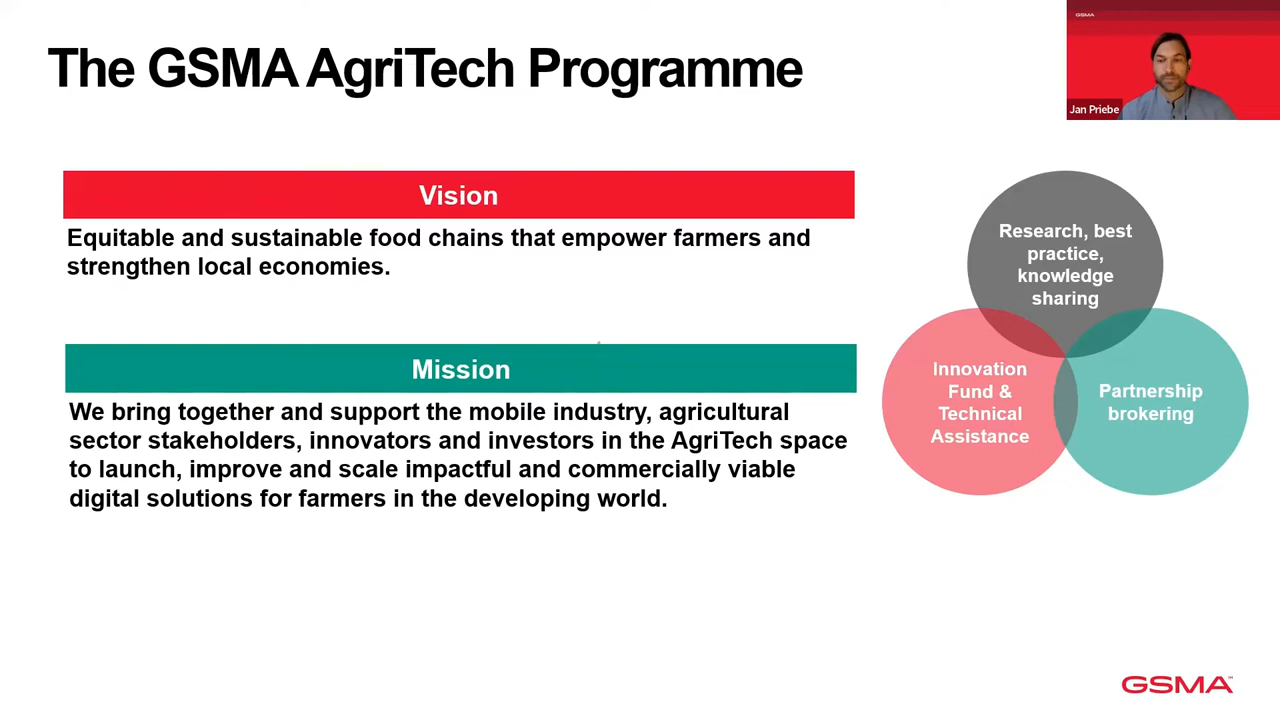 The GSMA AgriTech Programme
GSMA
Jan Priebe
Vision
Equitable and sustainable food chains that empower farmers and
strengthen local economies.
Mission
We bring together and support the mobile industry, agricultural
sector stakeholders, innovators and investors in the AgriTech space
to launch, improve and scale impactful and commercially viable
digital solutions for farmers in the developing world.
Research, best
practice,
knowledge
sharing
Innovation
Fund &
Technical
Assistance
Partnership
brokering
GSMA™